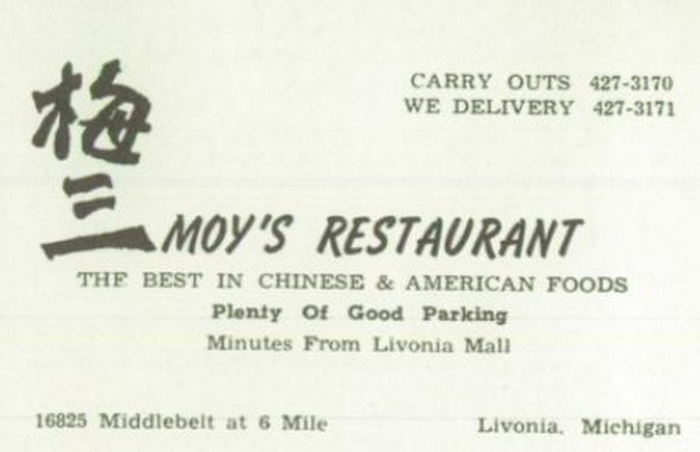 梅三
CARRY OUTS 427-3170
WE DELIVERY 427-3171
MOY'S RESTAURANT
THE BEST IN CHINESE & AMERICAN FOODS
Plenty Of Good Parking
Minutes From Livonia Mall
16825 Middlebelt at 6 Mile
Livonia, Michigan